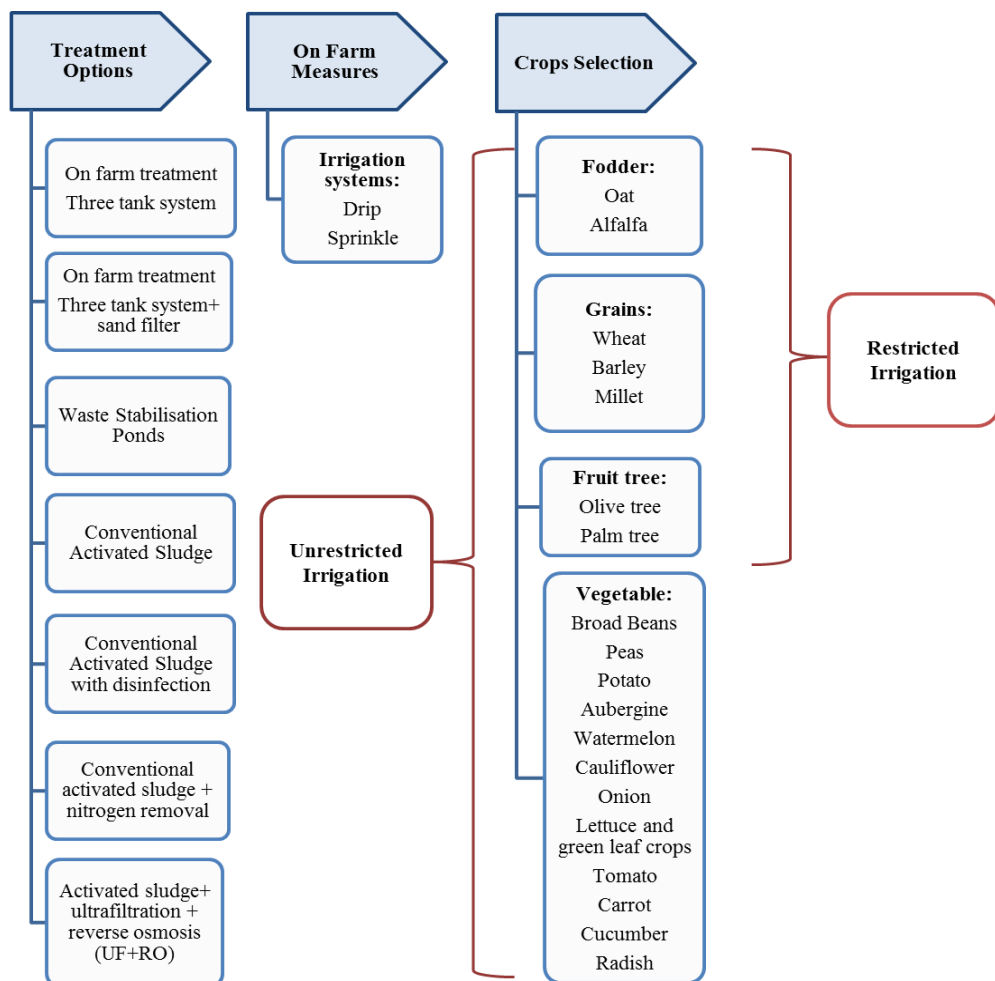 Treatment
Options
On farm treatment
Three tank system
On farm treatment
Three tank system+
sand filter
Waste Stabilisation
Ponds
Conventional
Activated Sludge
Conventional
Activated Sludge
with disinfection
Conventional
activated sludge +
nitrogen removal
Activated sludge+
ultrafiltration +
reverse osmosis
(UF+RO)
On Farm
Measures
Irrigation
systems:
Drip
Sprinkle
Unrestricted
Irrigation
Crops Selection
Fodder:
Oat
Alfalfa
Grains:
Wheat
Barley
Millet
Fruit tree:
Olive tree
Palm tree
Vegetable:
Broad Beans
Peas
Potato
Aubergine
Watermelon
Cauliflower
Onion
Lettuce and
green leaf crops
Tomato
Carrot
Cucumber
Radish
Restricted
Irrigation